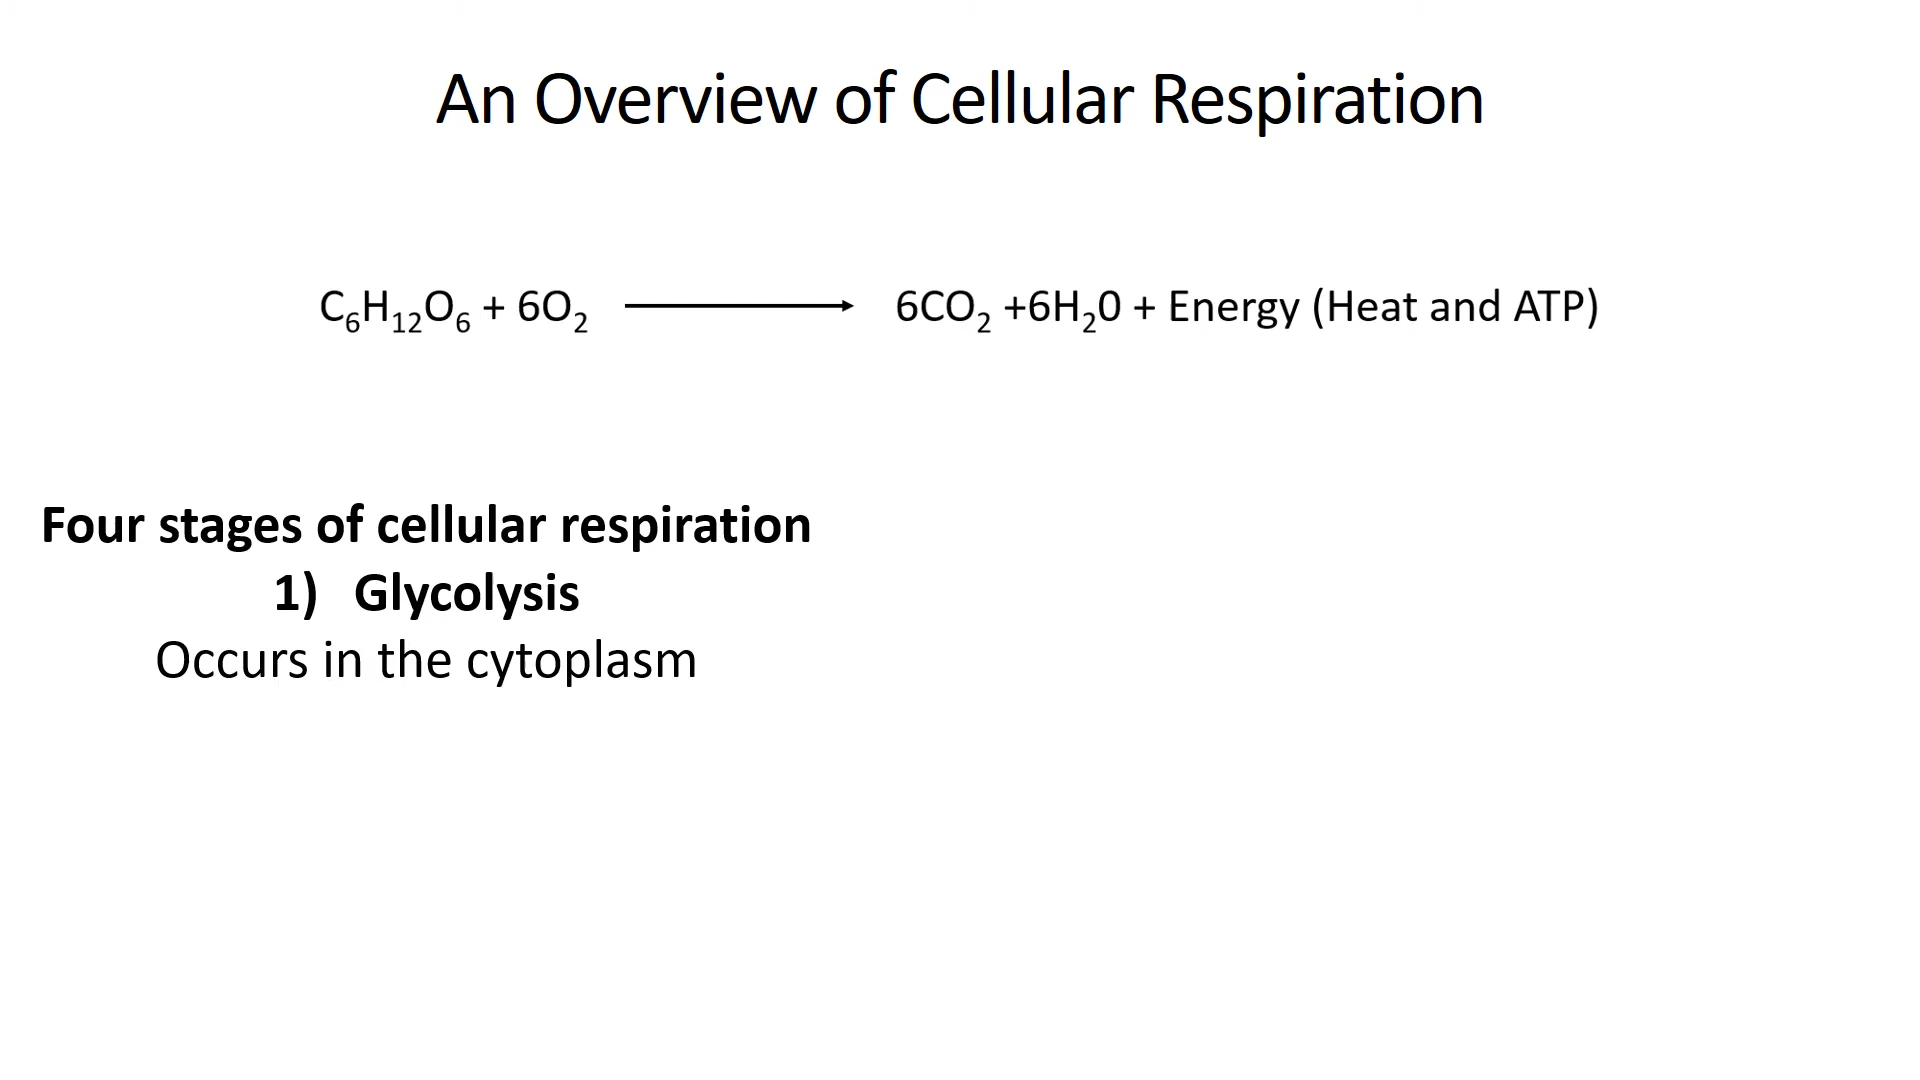 An Overview of Cellular Respiration
C₆H₁₂O₆ + 6O₂ ⟶ 6CO₂ +6H₂0 + Energy (Heat and ATP)
Four stages of cellular respiration
1) Glycolysis
Occurs in the cytoplasm